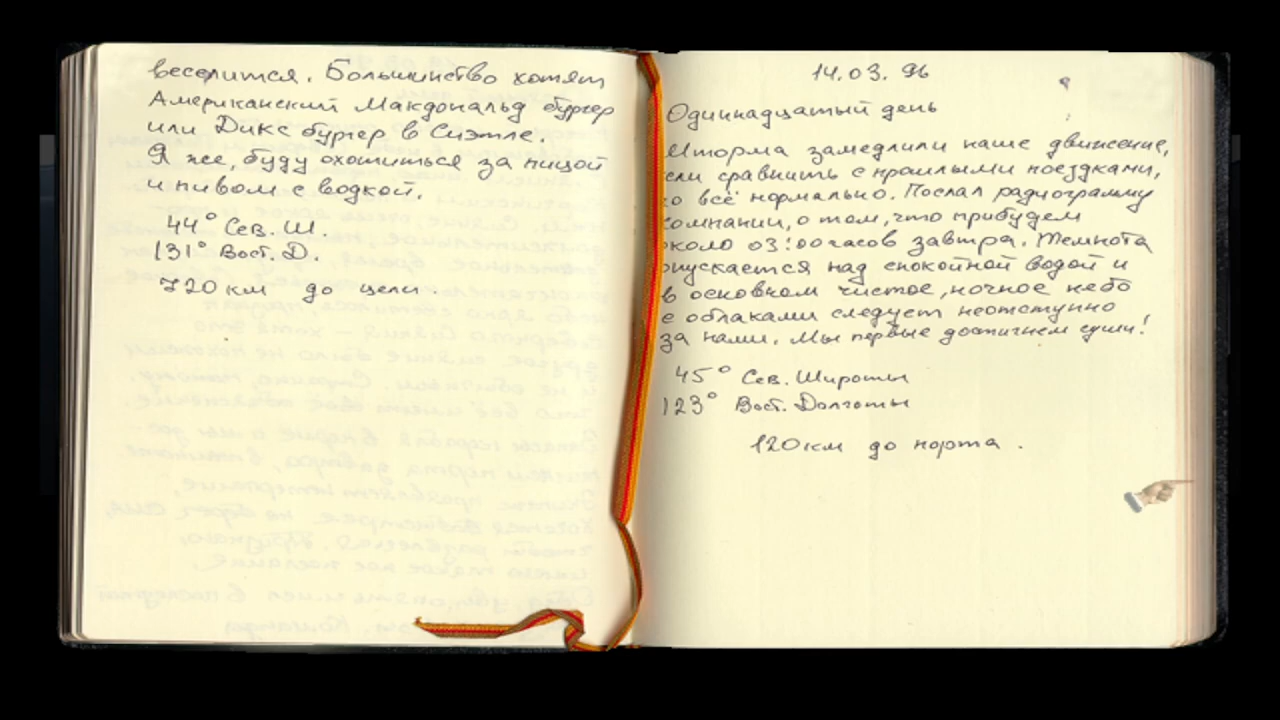 веселится. Большинство хотят
Американский Макдональд бургер
или Дикс бургер в Сиэтле.
Я же, буду охотиться за пицой
и пивом с водкой.
44° Сев. Ш.
131° Вост. Д.
720 км до цели.
14.03.96
Одиннадцатый день
Шторма замедлили наше движение,
если сравнить с прошлыми поездками,
но всё нормально. Послал радиограмму
компании, о том, что прибудем
около 03:00 часов завтра. Темнота
опускается над спокойной водой и
в основном чистое, ночное небо
с облаками следует неотступно
за нами. Мы первые достигнем суши!
45° Сев. Широты
123° Вост. Долготы
120 км до порта.